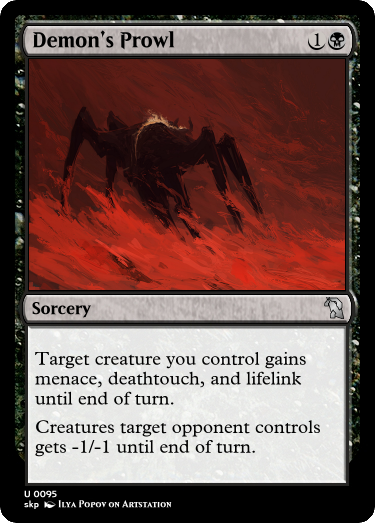 Demon's Prowl 1
Sorcery
Target creature you control gains
menace, deathtouch, and lifelink
until end of turn.
Creatures target opponent controls
gets -1/-1 until end of turn.
U 0095
skp Ilya Popov on Artstation